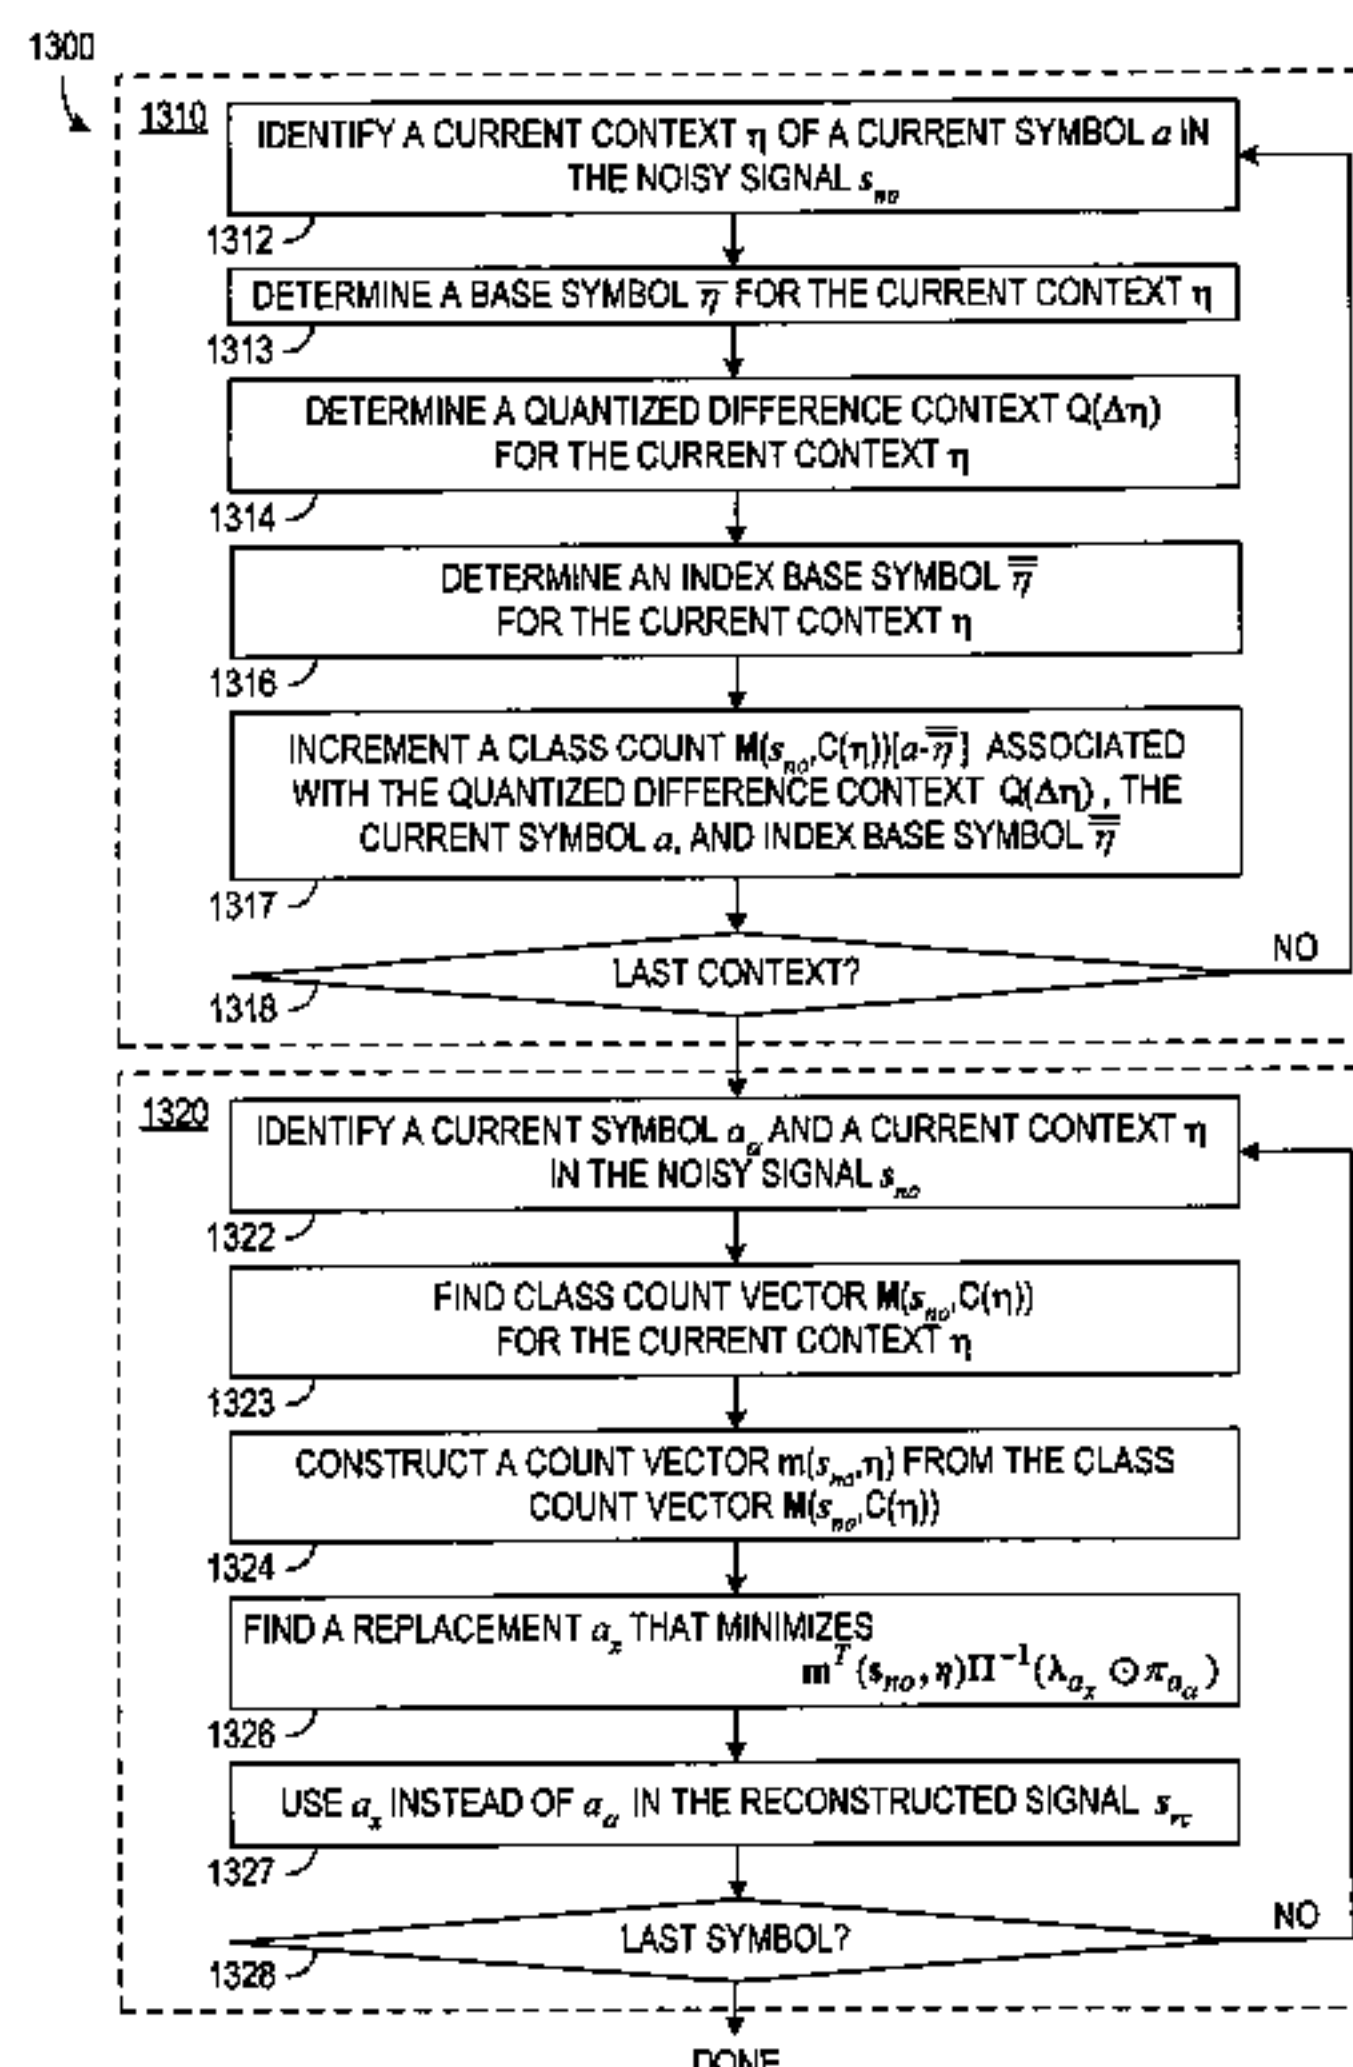 1300
1310
IDENTIFY A CURRENT CONTEXT η OF A CURRENT SYMBOL a IN
THE NOISY SIGNAL s_no
1312
DETERMINE A BASE SYMBOL η̅ FOR THE CURRENT CONTEXT η
1313
DETERMINE A QUANTIZED DIFFERENCE CONTEXT Q(Δη)
FOR THE CURRENT CONTEXT η
1314
DETERMINE AN INDEX BASE SYMBOL η̿
FOR THE CURRENT CONTEXT η
1316
INCREMENT A CLASS COUNT M(s_no,C(η))[a-η̿] ASSOCIATED
WITH THE QUANTIZED DIFFERENCE CONTEXT Q(Δη), THE
CURRENT SYMBOL a, AND INDEX BASE SYMBOL η̿
1317
LAST CONTEXT?
NO
1318
1320
IDENTIFY A CURRENT SYMBOL a_α AND A CURRENT CONTEXT η
IN THE NOISY SIGNAL s_no
1322
FIND CLASS COUNT VECTOR M(s_no,C(η))
FOR THE CURRENT CONTEXT η
1323
CONSTRUCT A COUNT VECTOR m(s_no,η) FROM THE CLASS
COUNT VECTOR M(s_no,C(η))
1324
FIND A REPLACEMENT a_x THAT MINIMIZES
m^T(s_no, η)Π^-1(λ_a_x ⊙ π_a_α)
1326
USE a_x INSTEAD OF a_α IN THE RECONSTRUCTED SIGNAL s_rc
1327
LAST SYMBOL?
NO
1328
DONE